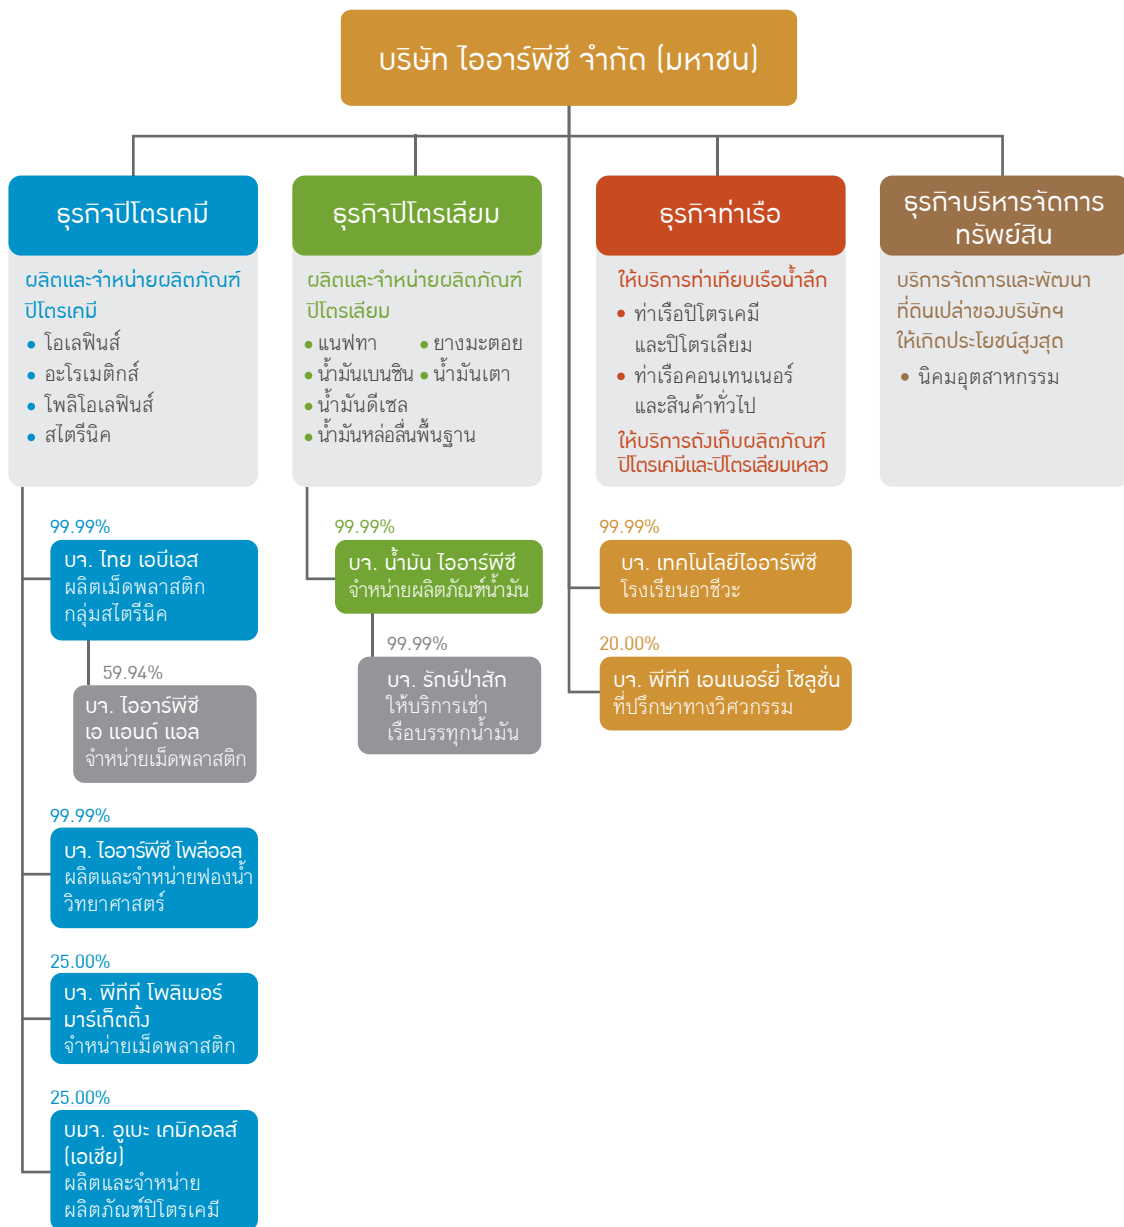 บริษัท ไออาร์พีซี จำกัด (มหาชน)
ธุรกิจปิโตรเคมี
ผลิตและจำหน่ายผลิตภัณฑ์
ปิโตรเคมี
• โอเลฟินส์
• อะโรเมติกส์
• โพลิโอเลฟินส์
• สไตรีนิค
99.99%
บจ. ไทย เอบีเอส
ผลิตเม็ดพลาสติก
กลุ่มสไตรีนิค
59.94%
บจ. ไออาร์พีซี
เอ แอนด์ แอล
จำหน่ายเม็ดพลาสติก
99.99%
บจ. ไออาร์พีซี โพลีออล
ผลิตและจำหน่ายฟองน้ำ
วิทยาศาสตร์
25.00%
บจ. พีทีที โพลิเมอร์
มาร์เก็ตติ้ง
จำหน่ายเม็ดพลาสติก
25.00%
บมจ. อูเบะ เคมิคอลส์
(เอเชีย)
ผลิตและจำหน่าย
ผลิตภัณฑ์ปิโตรเคมี
ธุรกิจปิโตรเลียม
ผลิตและจำหน่ายผลิตภัณฑ์
ปิโตรเลียม
• แนฟทา • ยางมะตอย
• น้ำมันเบนซิน • น้ำมันเตา
• น้ำมันดีเซล
• น้ำมันหล่อลื่นพื้นฐาน
99.99%
บจ. น้ำมัน ไออาร์พีซี
จำหน่ายผลิตภัณฑ์น้ำมัน
99.99%
บจ. รักษ์ป่าสัก
ให้บริการเช่า
เรือบรรทุกน้ำมัน
ธุรกิจท่าเรือ
ให้บริการท่าเทียบเรือน้ำลึก
• ท่าเรือปิโตรเคมี
และปิโตรเลียม
• ท่าเรือคอนเทนเนอร์
และสินค้าทั่วไป
ให้บริการถังเก็บผลิตภัณฑ์
ปิโตรเคมีและปิโตรเลียมเหลว
99.99%
บจ. เทคโนโลยีไออาร์พีซี
โรงเรียนอาชีวะ
20.00%
บจ. พีทีที เอนเนอร์ยี่ โซลูชั่น
ที่ปรึกษาทางวิศวกรรม
ธุรกิจบริหารจัดการ
ทรัพย์สิน
บริการจัดการและพัฒนา
ที่ดินเปล่าของบริษัทฯ
ให้เกิดประโยชน์สูงสุด
• นิคมอุตสาหกรรม